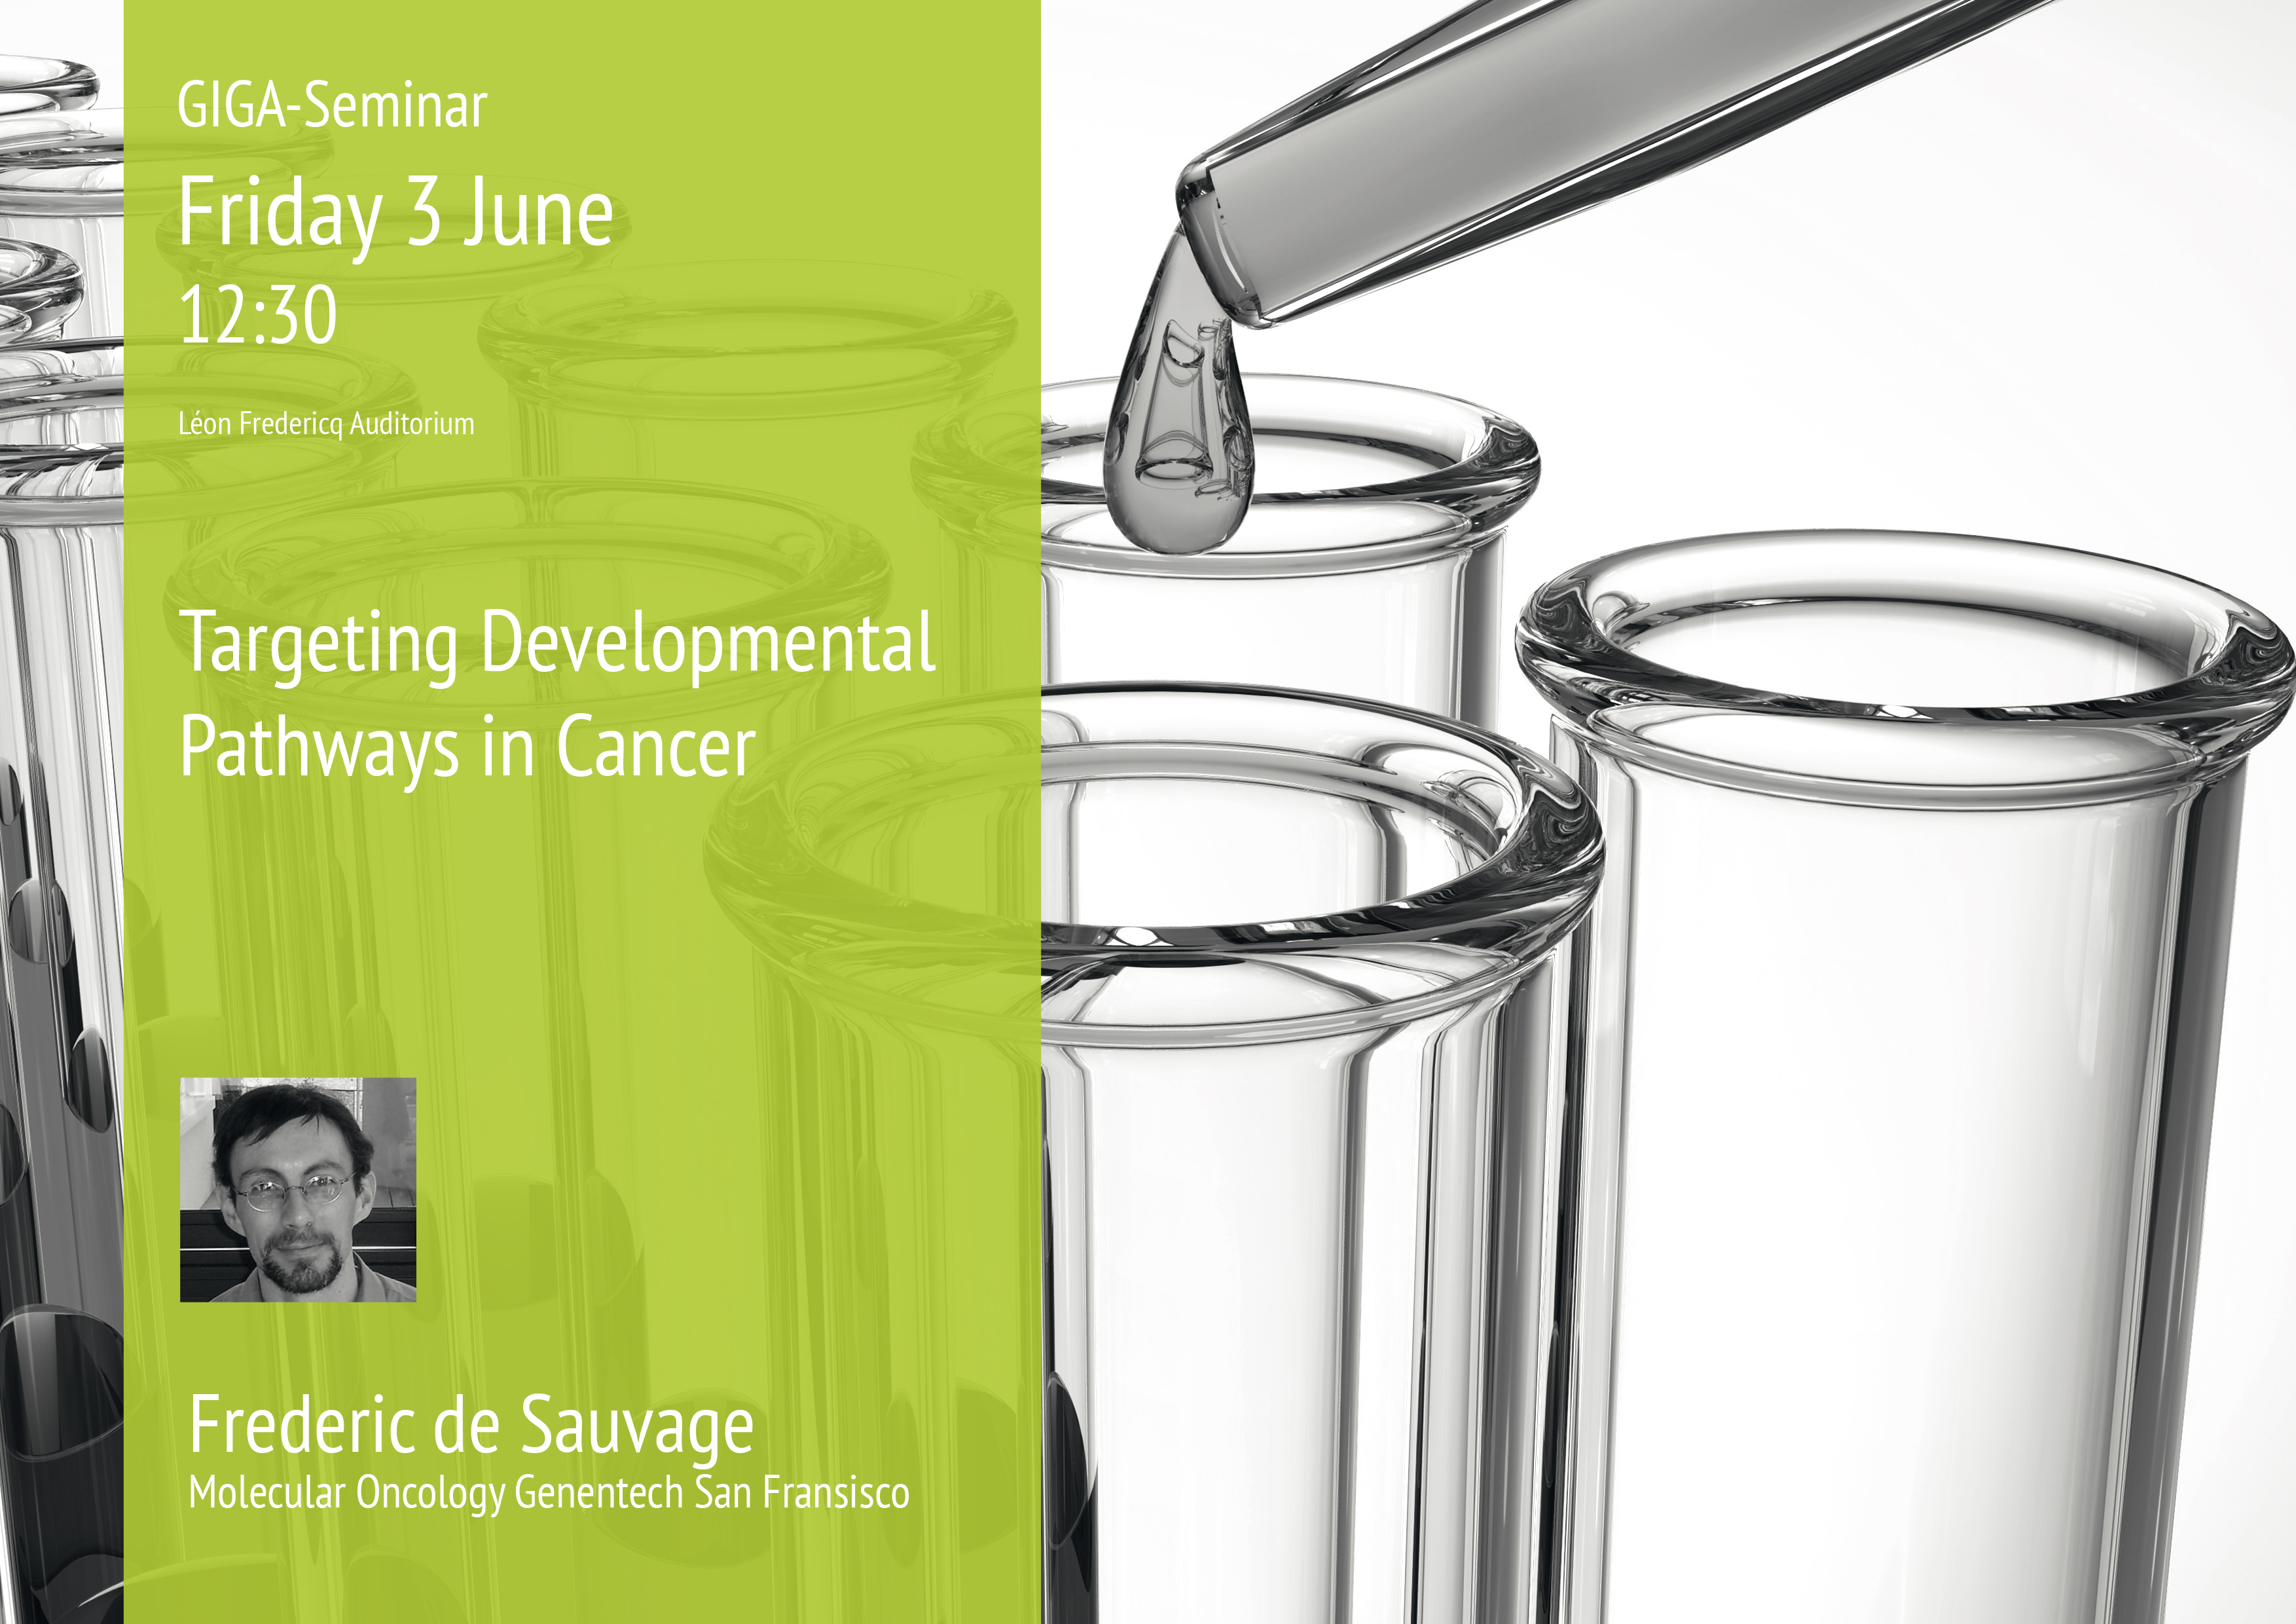 GIGA-Seminar
Friday 3 June
12:30
Léon Fredericq Auditorium
Targeting Developmental
Pathways in Cancer
Frederic de Sauvage
Molecular Oncology Genentech San Fransisco